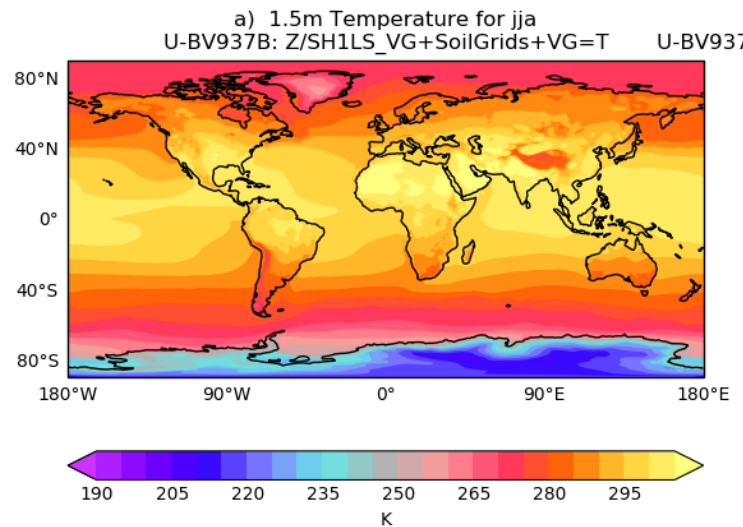 a)  1.5m Temperature for jja
U-BV937B: Z/SH1LS_VG+SoilGrids+VG=T U-BV937
80°N
40°N
0°
40°S
80°S
180°W 90°W 0° 90°E 180°E
190 205 220 235 250 265 280 295
K